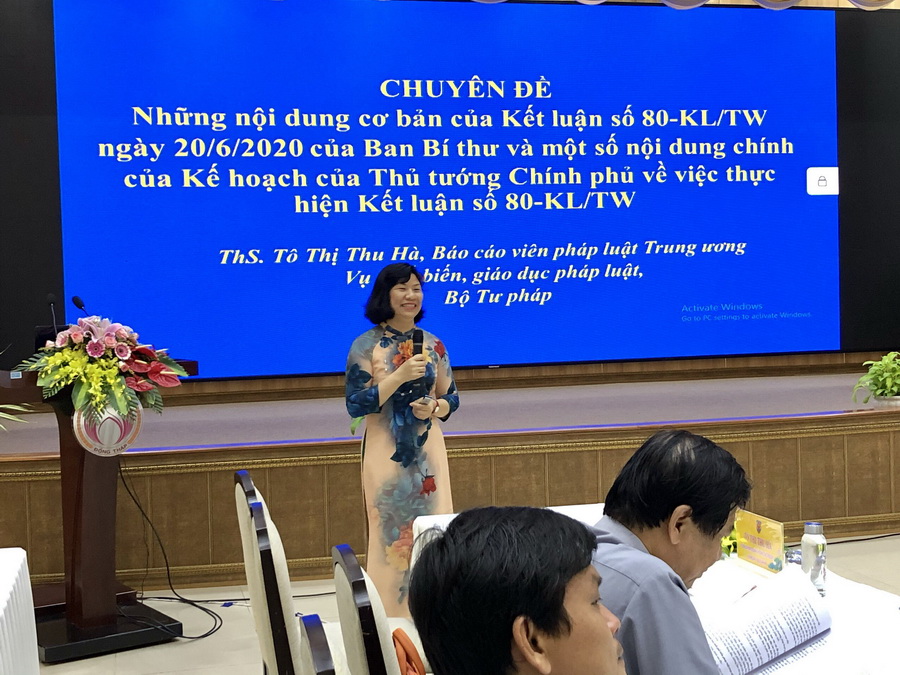 CHUYÊN ĐỀ
Những nội dung cơ bản của Kết luận số 80-KL/TW
ngày 20/6/2020 của Ban Bí thư và một số nội dung chính
của Kế hoạch của Thủ tướng Chính phủ về việc thực
hiện Kết luận số 80-KL/TW
ThS. Tô Thị Thu Hà, Báo cáo viên pháp luật Trung ương
Vụ biến, giáo dục pháp luật,
Bộ Tư pháp
Activate Windows
Go to PC settings to activate Windows.
ĐỒNG THÁP